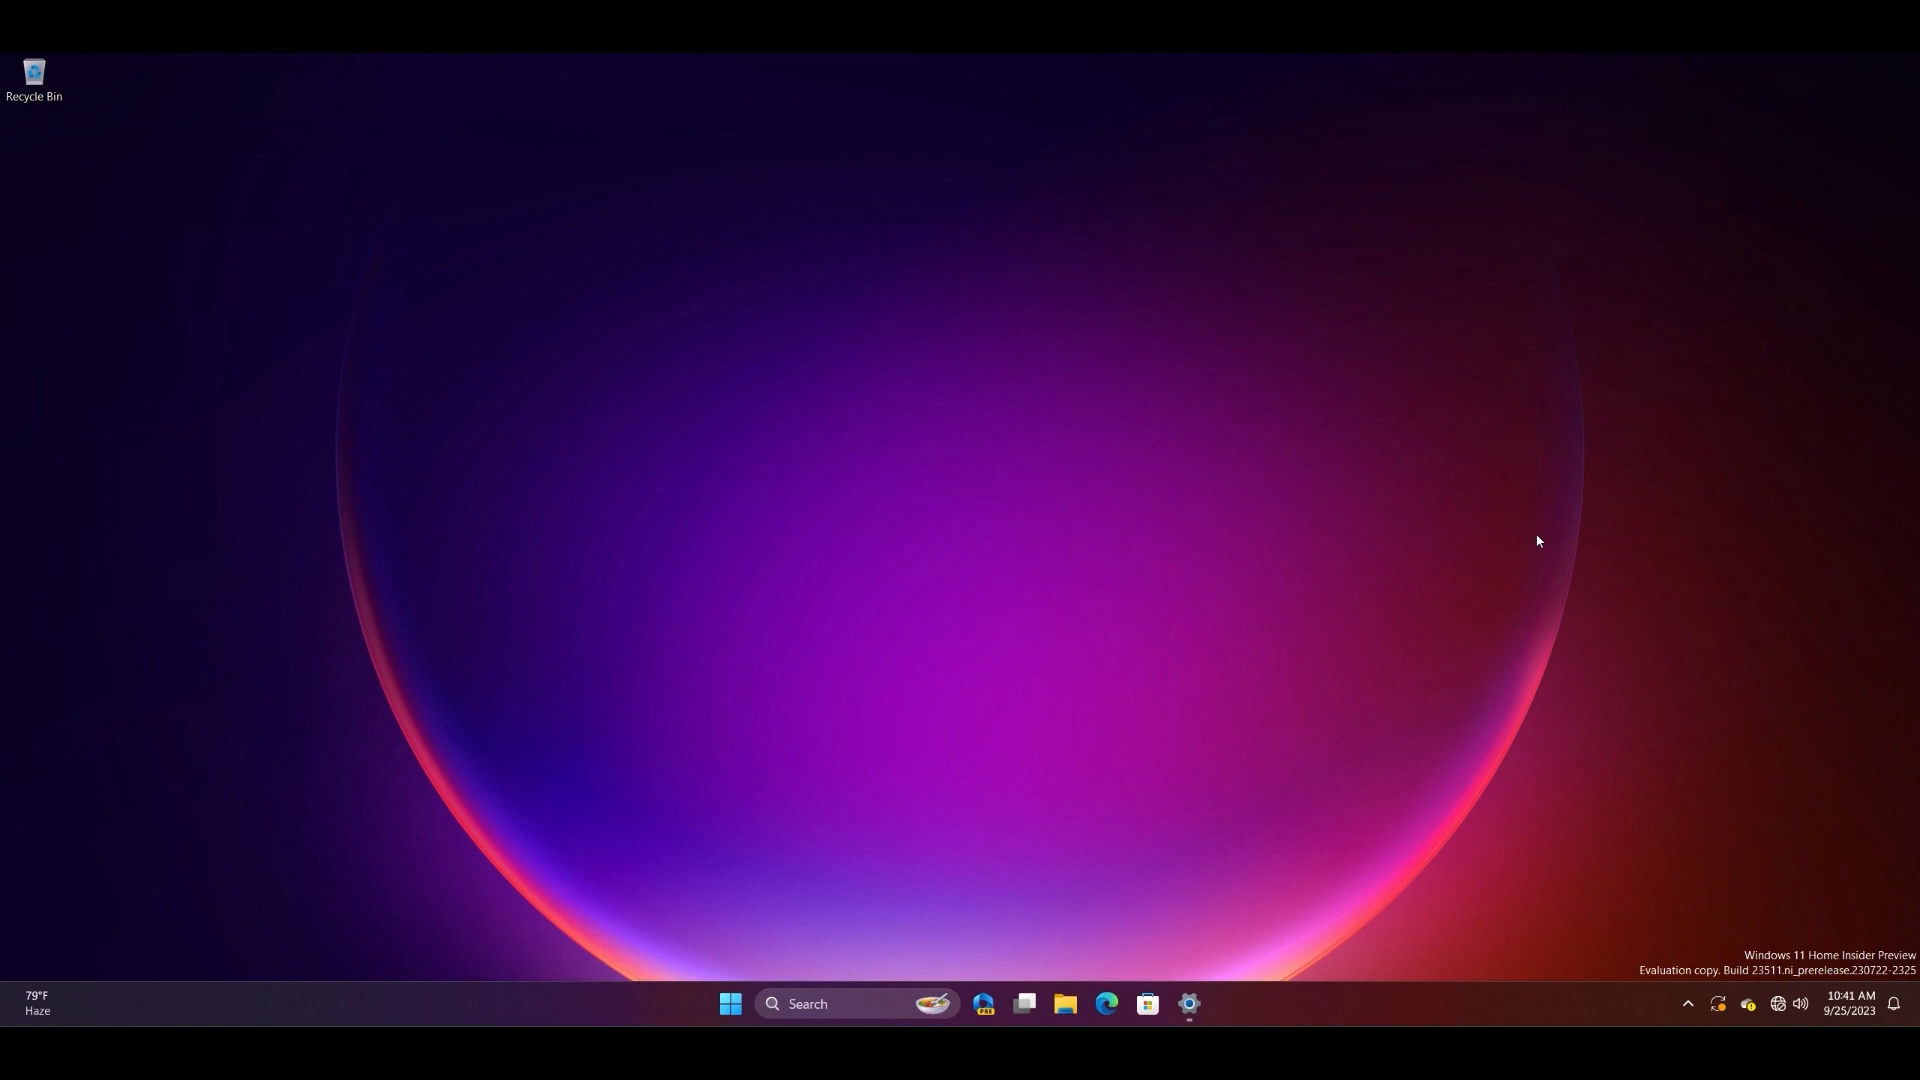 Recycle Bin
Windows 11 Home Insider Preview
Evaluation copy. Build 23511.ni_prerelease.230722-2325
79°F
Haze
Search
PRE
10:41 AM
9/25/2023